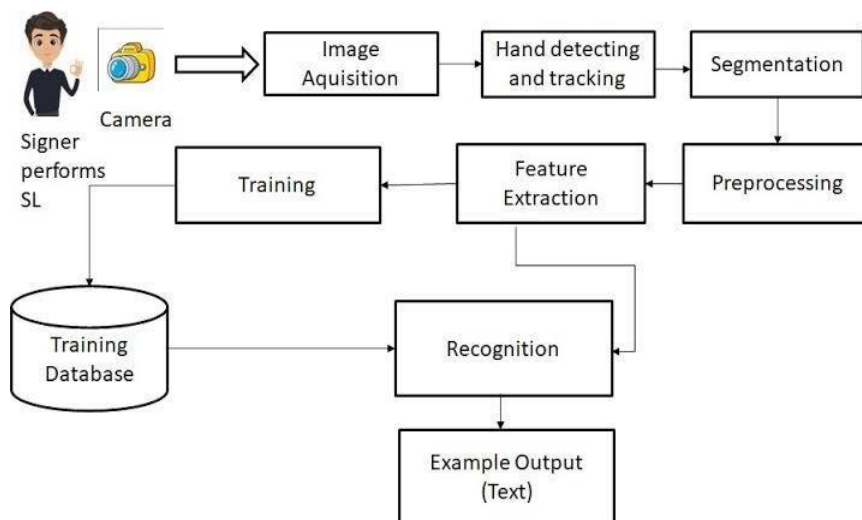 Image
Aquisition
Hand detecting
and tracking
Segmentation
Camera
Signer
performs
SL
Training
Feature
Extraction
Preprocessing
Training
Database
Recognition
Example Output
(Text)